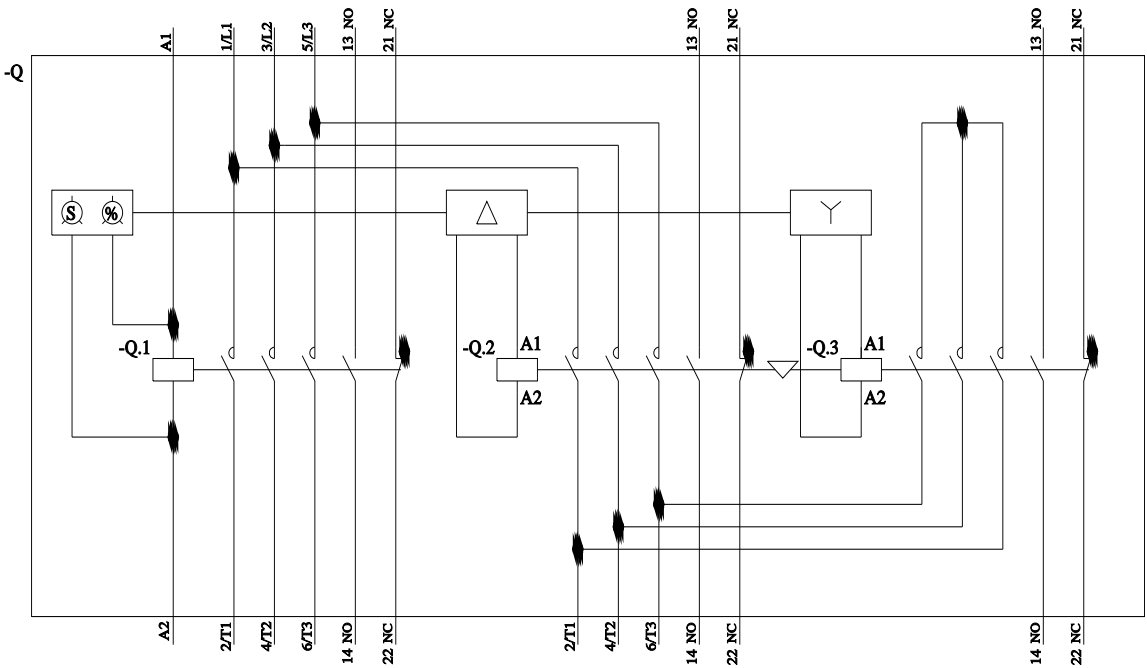 A1
1/L1
3/L2
5/L3
13 NO
21 NC
13 NO
21 NC
13 NO
21 NC
-Q
S
%
-Q.1
-Q.2
A1
-Q.3
A1
A2
A2
A2
2/T1
4/T2
6/T3
14 NO
22 NC
2/T1
4/T2
6/T3
14 NO
22 NC
14 NO
22 NC